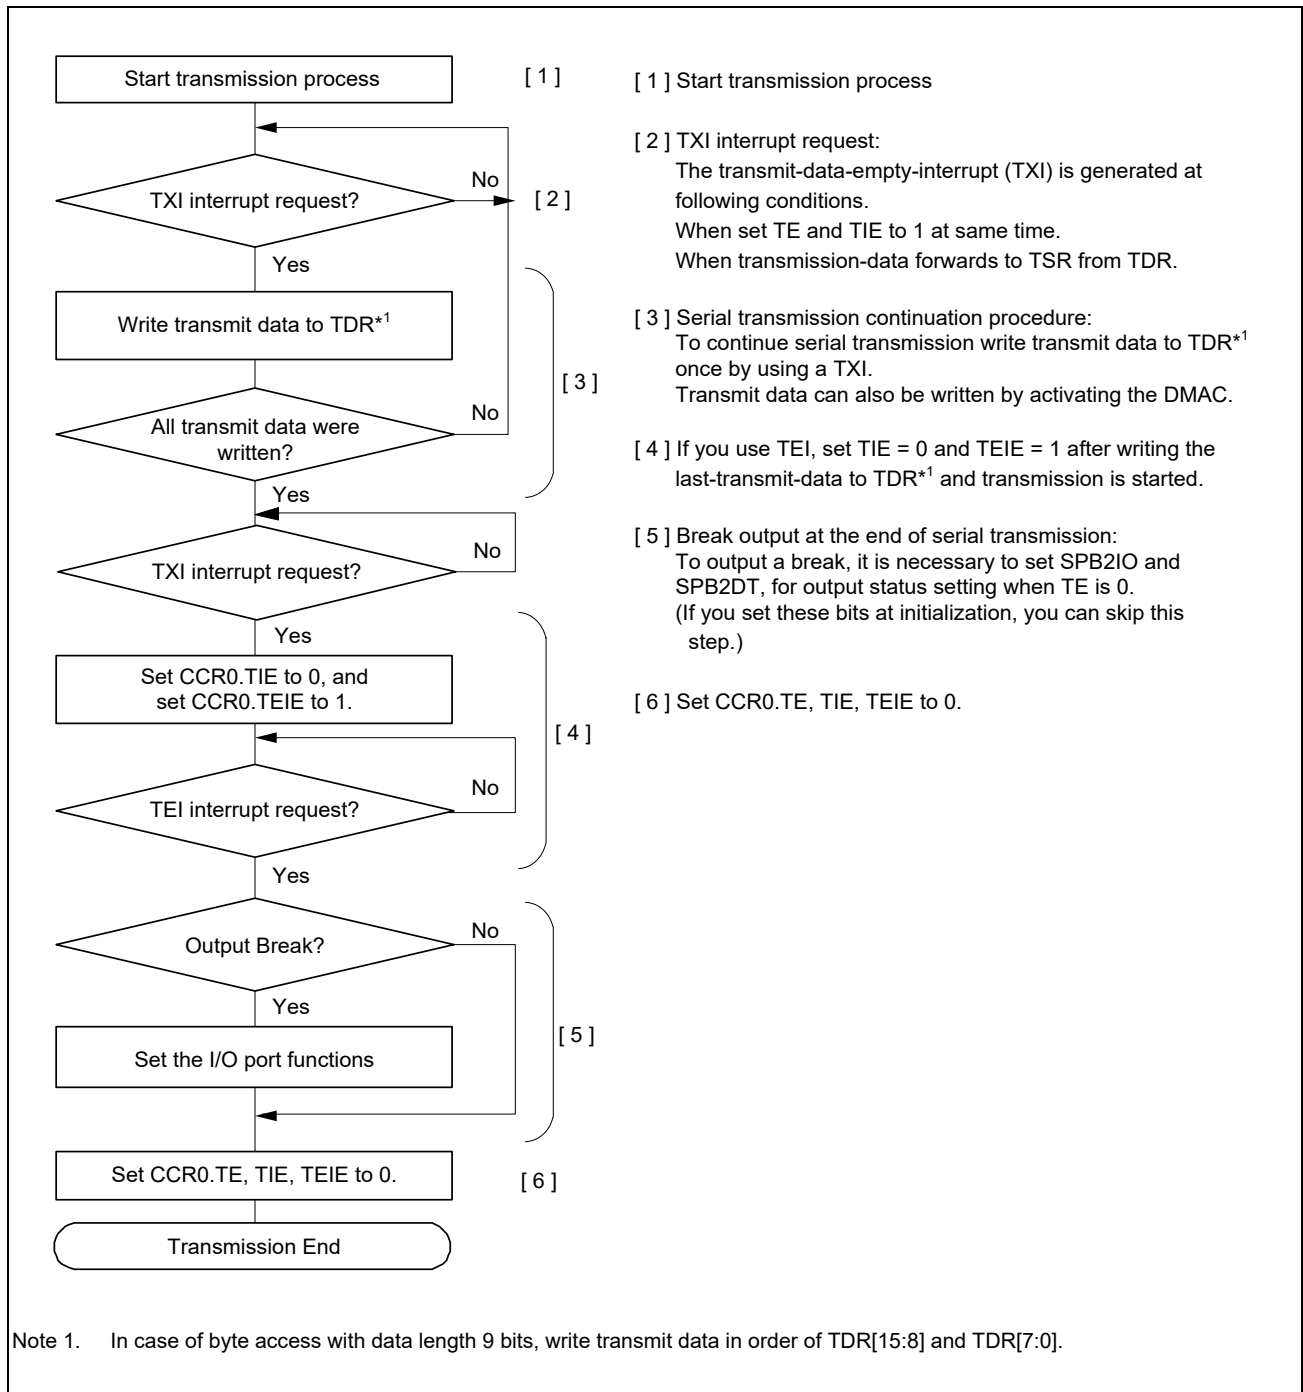 Start transmission process
[ 1 ]
TXI interrupt request?
No
[ 2 ]
Yes
Write transmit data to TDR*1
[ 3 ]
All transmit data were
written?
No
Yes
TXI interrupt request?
No
Yes
Set CCR0.TIE to 0, and
set CCR0.TEIE to 1.
[ 4 ]
TEI interrupt request?
No
Yes
Output Break?
No
Yes
Set the I/O port functions
[ 5 ]
Set CCR0.TE, TIE, TEIE to 0.
[ 6 ]
Transmission End
[ 1 ] Start transmission process
[ 2 ] TXI interrupt request:
The transmit-data-empty-interrupt (TXI) is generated at
following conditions.
When set TE and TIE to 1 at same time.
When transmission-data forwards to TSR from TDR.
[ 3 ] Serial transmission continuation procedure:
To continue serial transmission write transmit data to TDR*1
once by using a TXI.
Transmit data can also be written by activating the DMAC.
[ 4 ] If you use TEI, set TIE = 0 and TEIE = 1 after writing the
last-transmit-data to TDR*1 and transmission is started.
[ 5 ] Break output at the end of serial transmission:
To output a break, it is necessary to set SPB2IO and
SPB2DT, for output status setting when TE is 0.
(If you set these bits at initialization, you can skip this
step.)
[ 6 ] Set CCR0.TE, TIE, TEIE to 0.
Note 1. In case of byte access with data length 9 bits, write transmit data in order of TDR[15:8] and TDR[7:0].